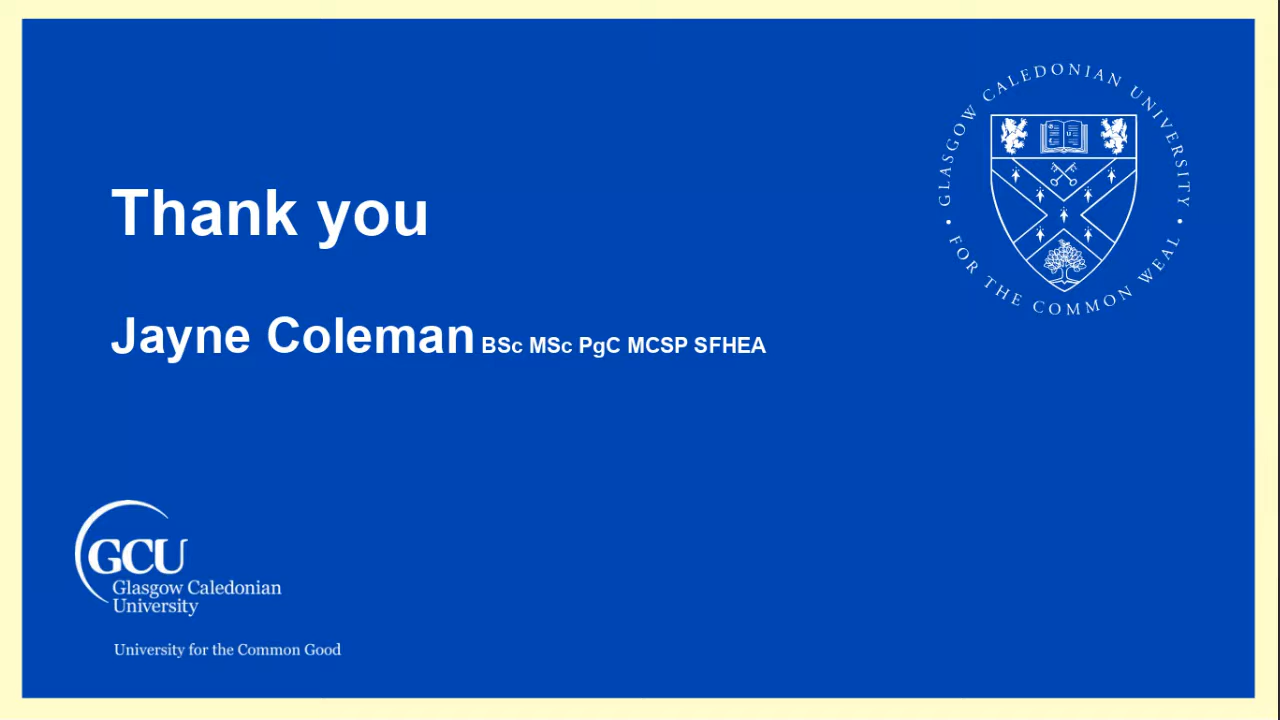 GLASGOW CALEDONIAN UNIVERSITY
• FOR THE COMMON WEAL •
Thank you
Jayne Coleman BSc MSc PgC MCSP SFHEA
GCU
Glasgow Caledonian
University
University for the Common Good